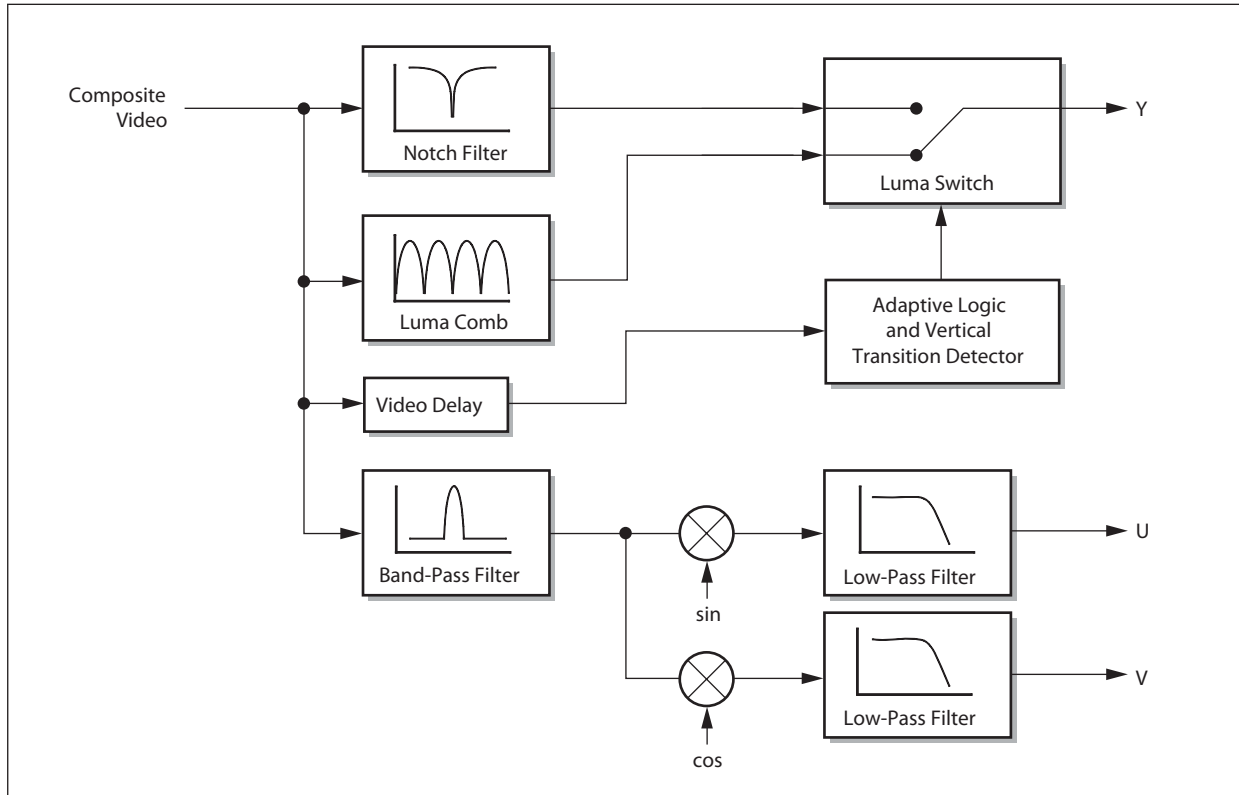 Composite
Video
Notch Filter
Luma Switch
Y
Luma Comb
Adaptive Logic
and Vertical
Transition Detector
Video Delay
Band-Pass Filter
sin
Low-Pass Filter
U
cos
Low-Pass Filter
V